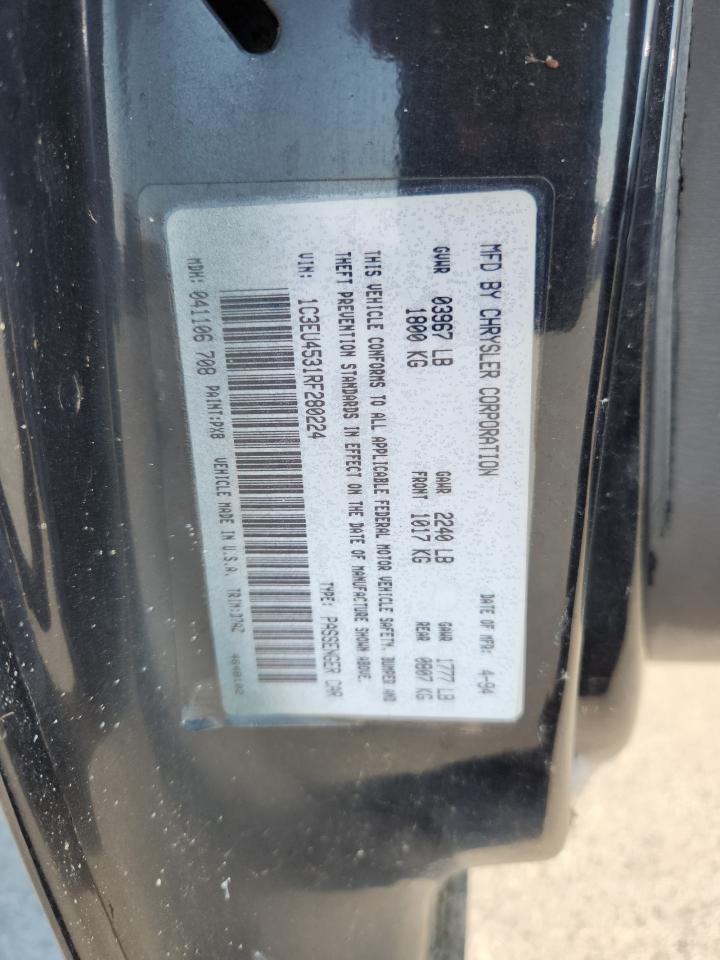 MFD BY CHRYSLER CORPORATION DATE OF MFR: 4-94
GVWR 03967 LB GAWR 2240 LB GAWR 1777 LB
1800 KG FRONT 1017 KG REAR 0807 KG
THIS VEHICLE CONFORMS TO ALL APPLICABLE FEDERAL MOTOR VEHICLE SAFETY, BUMPER AND
THEFT PREVENTION STANDARDS IN EFFECT ON THE DATE OF MANUFACTURE SHOWN ABOVE.
VIN: 1C3EU4531RF280224 TYPE: PASSENGER CAR
MDH: 041106 708 PAINT:PX8 VEHICLE MADE IN U.S.A. TRIM: